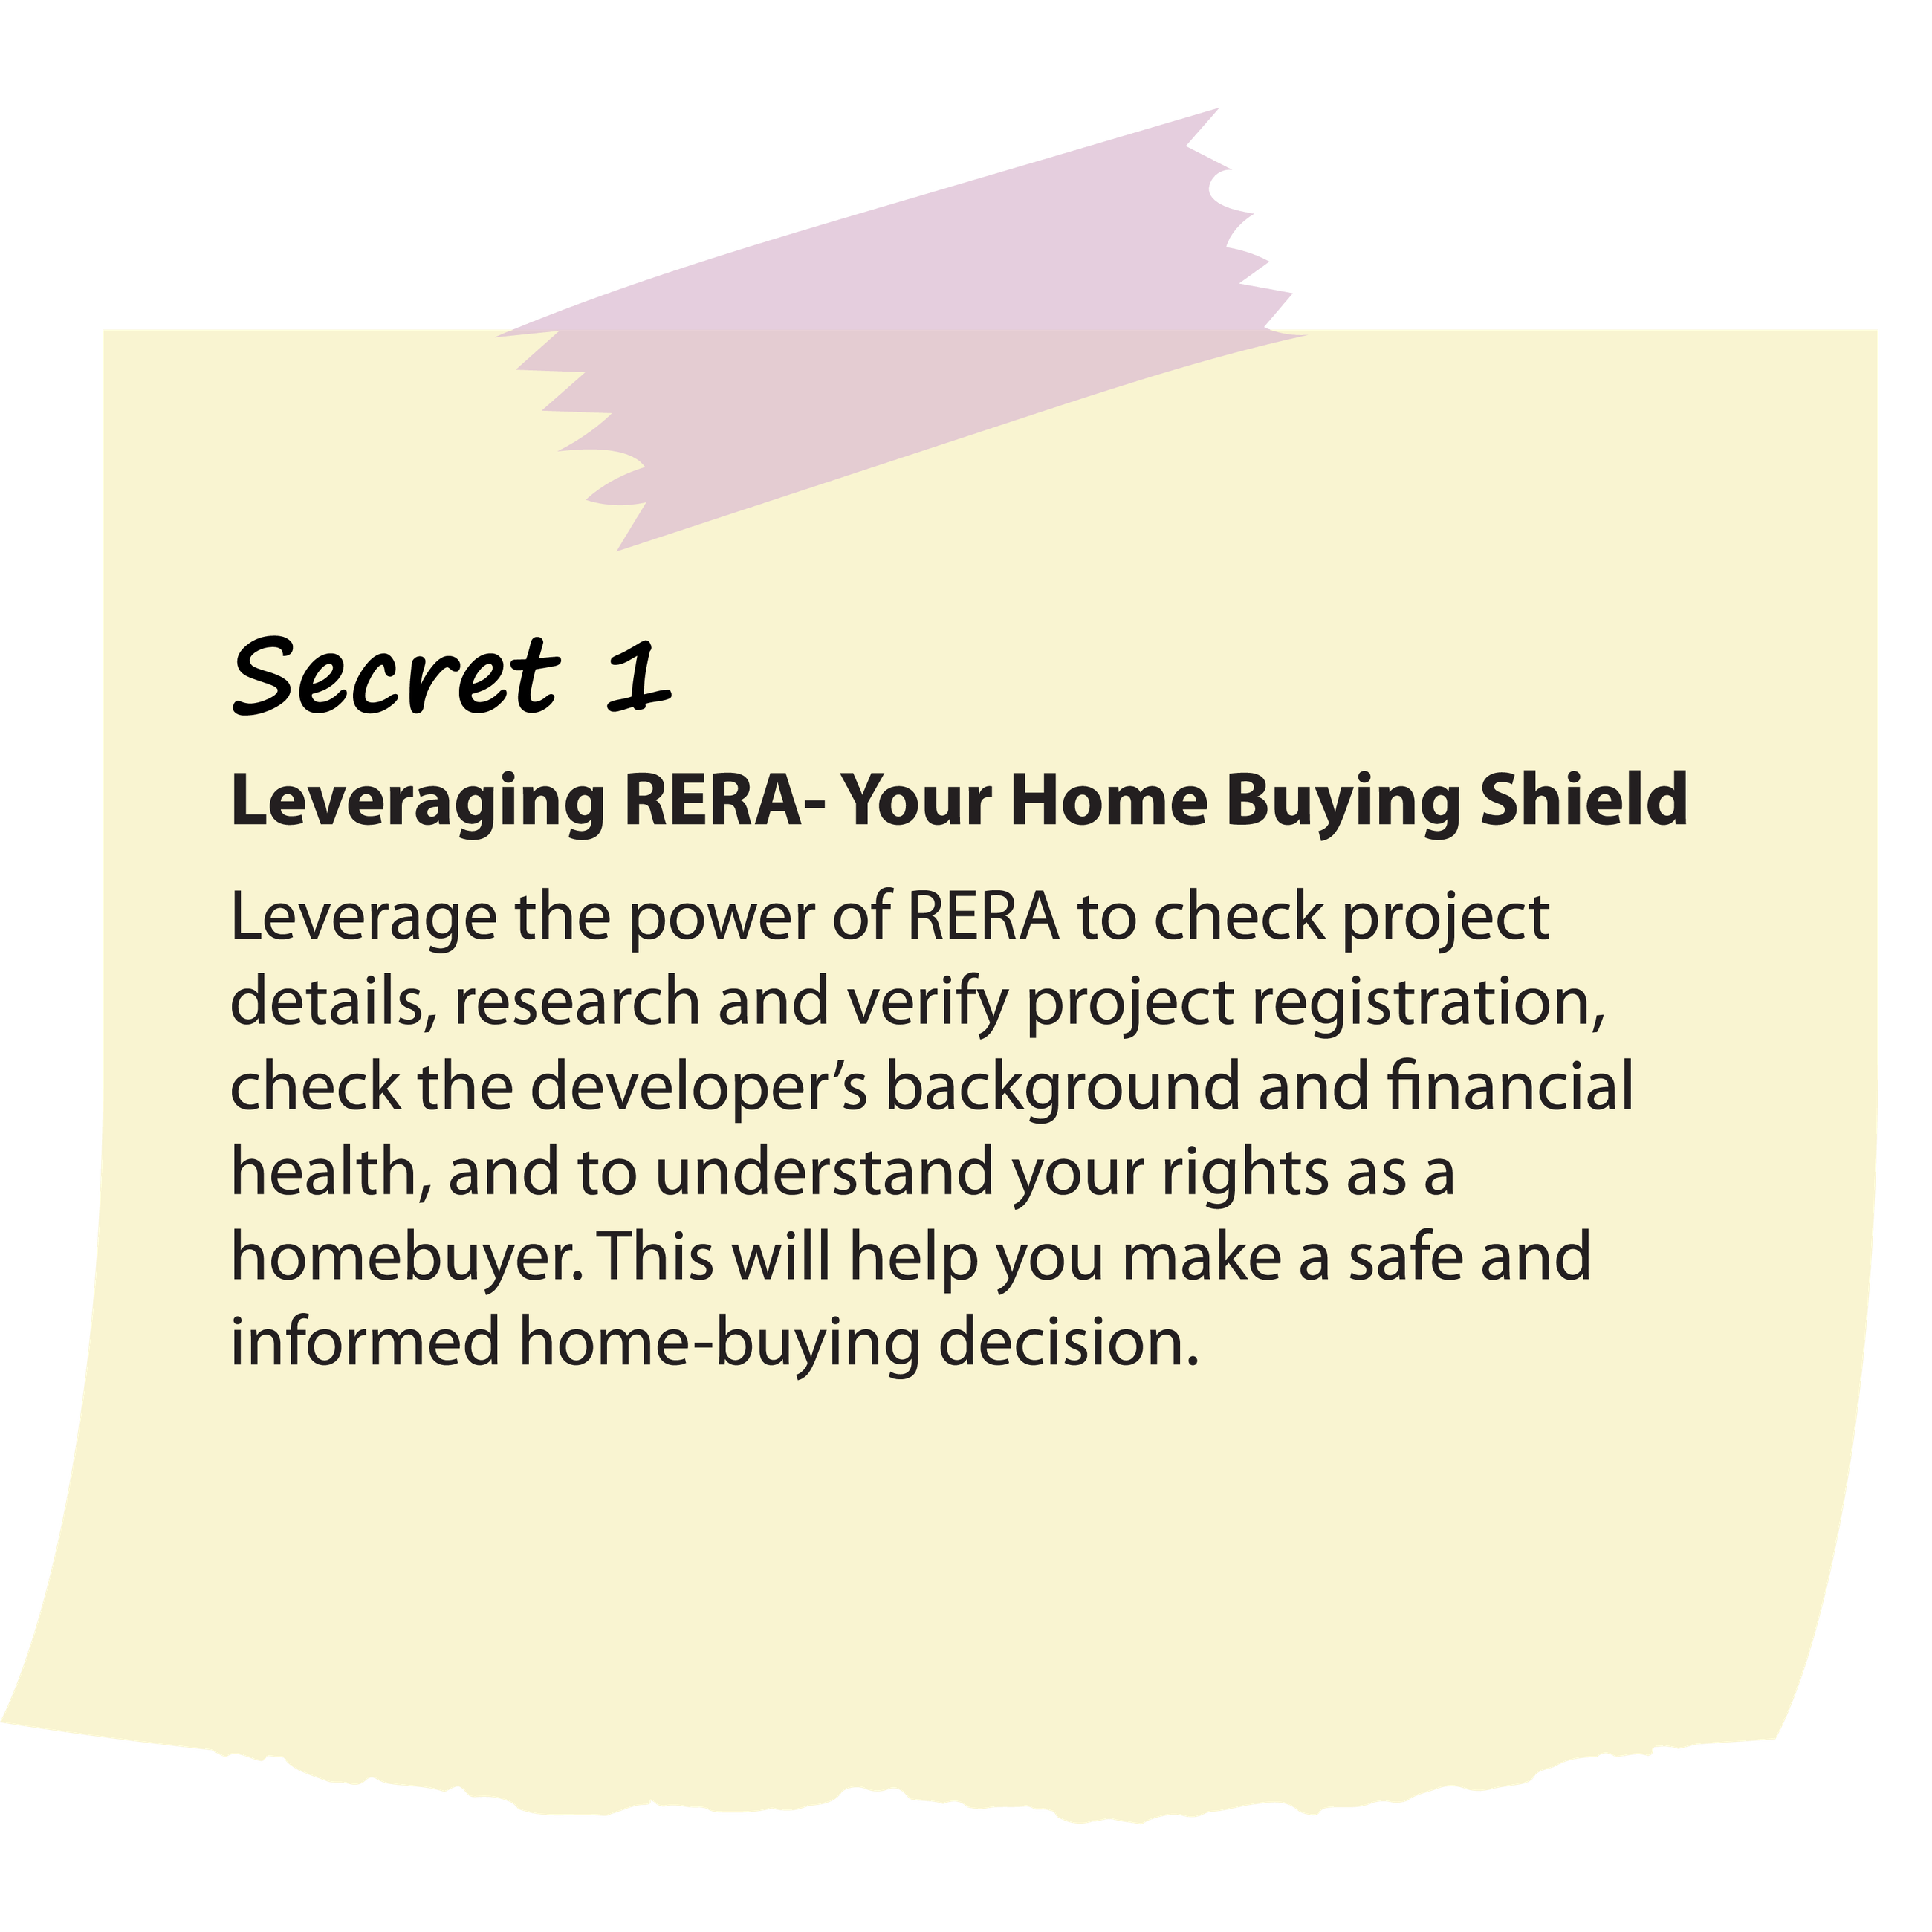 Secret 1
Leveraging RERA- Your Home Buying Shield
Leverage the power of RERA to check project
details, research and verify project registration,
check the developer‘s background and financial
health, and to understand your rights as a
homebuyer. This will help you make a safe and
informed home-buying decision.